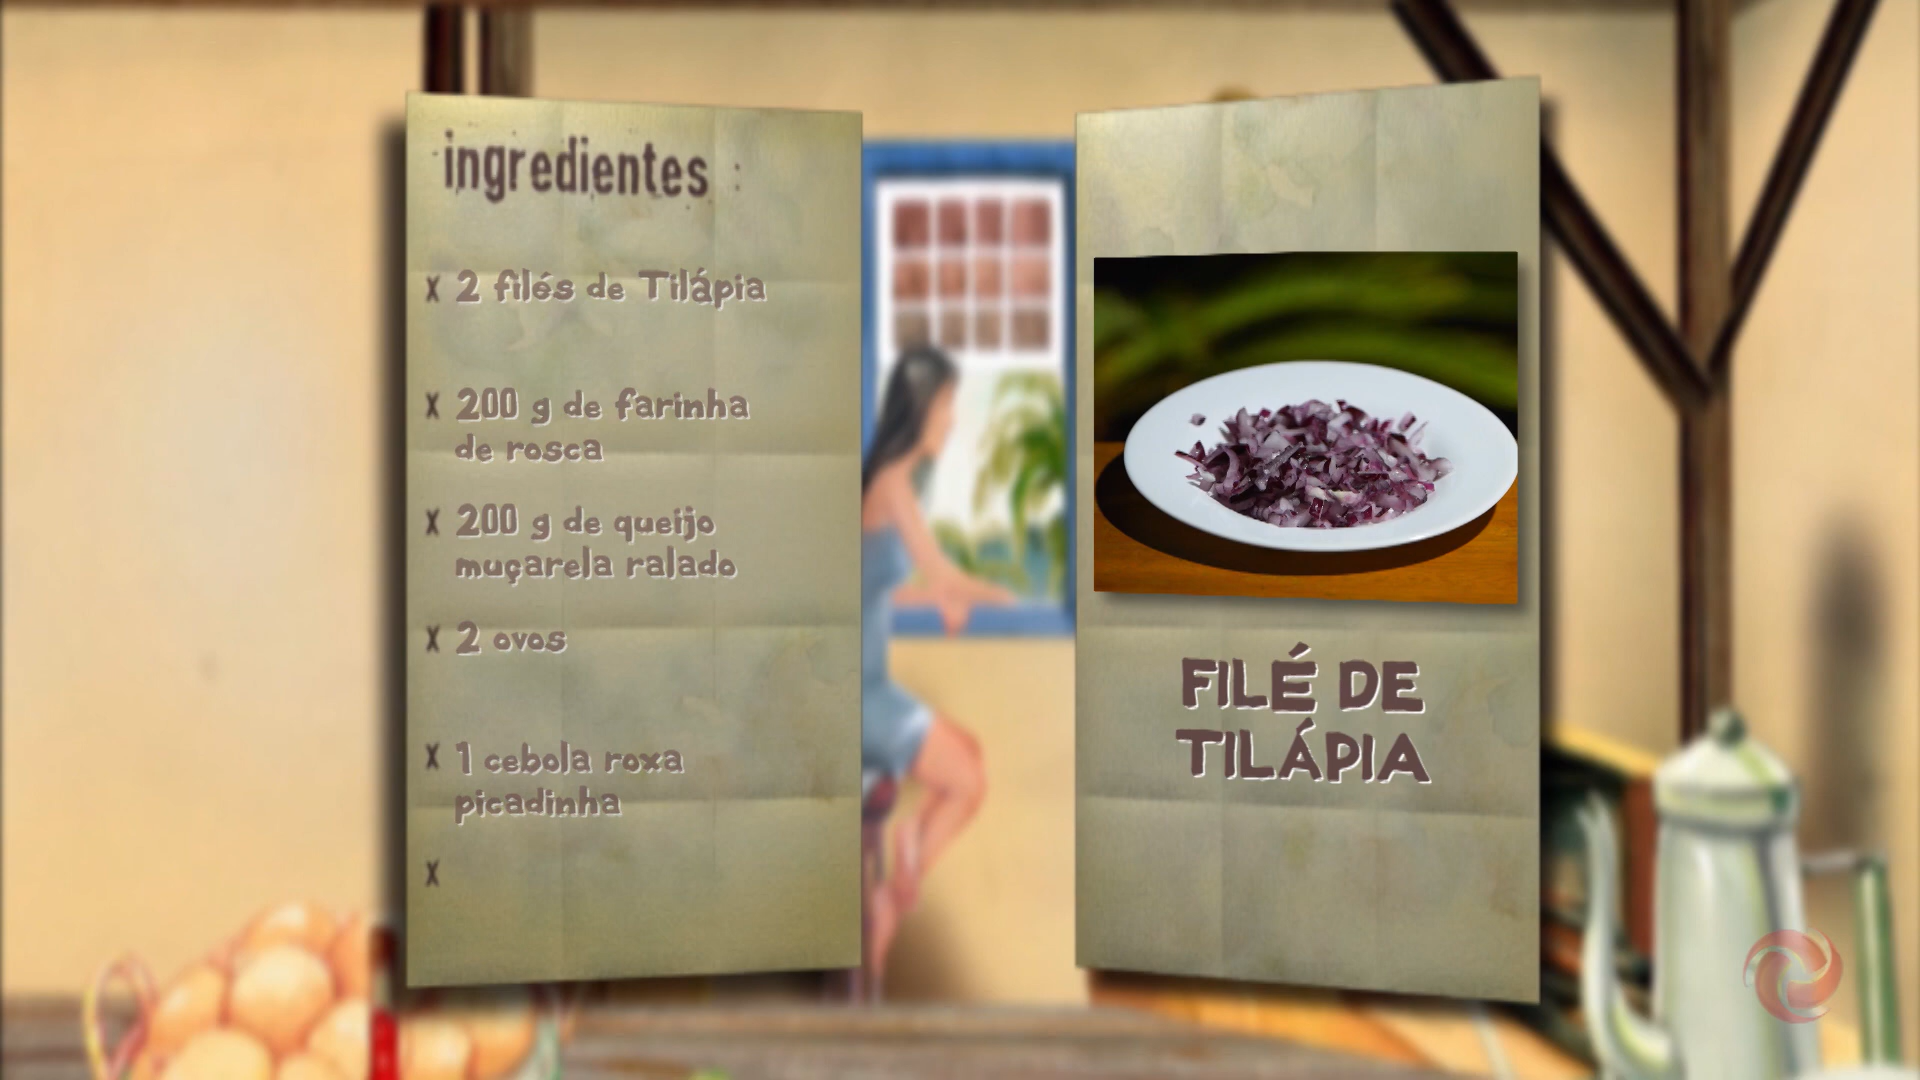 ingredientes :
x 2 filés de Tilápia
x 200 g de farinha
de rosca
x 200 g de queijo
muçarela ralado
x 2 ovos
x 1 cebola roxa
picadinha
x
FILÉ DE
TILÁPIA